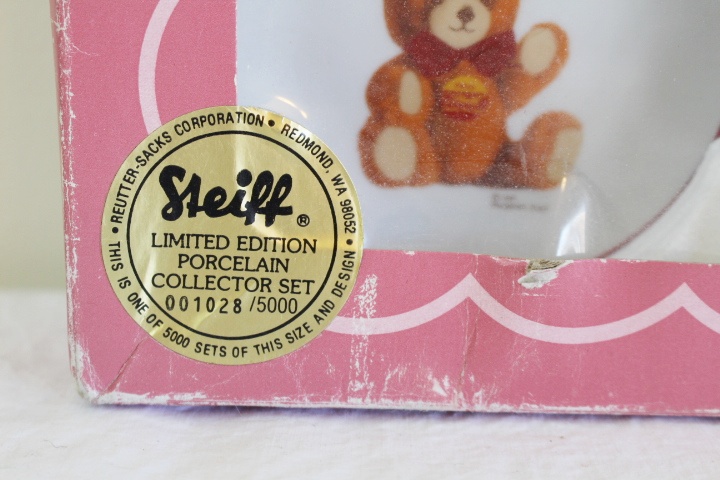 REUTTER-SACKS CORPORATION • REDMOND, WA 98052 •
Steiff®
LIMITED EDITION
PORCELAIN
COLLECTOR SET
001028 /5000
• THIS IS ONE OF 5000 SETS OF THIS SIZE AND DESIGN •